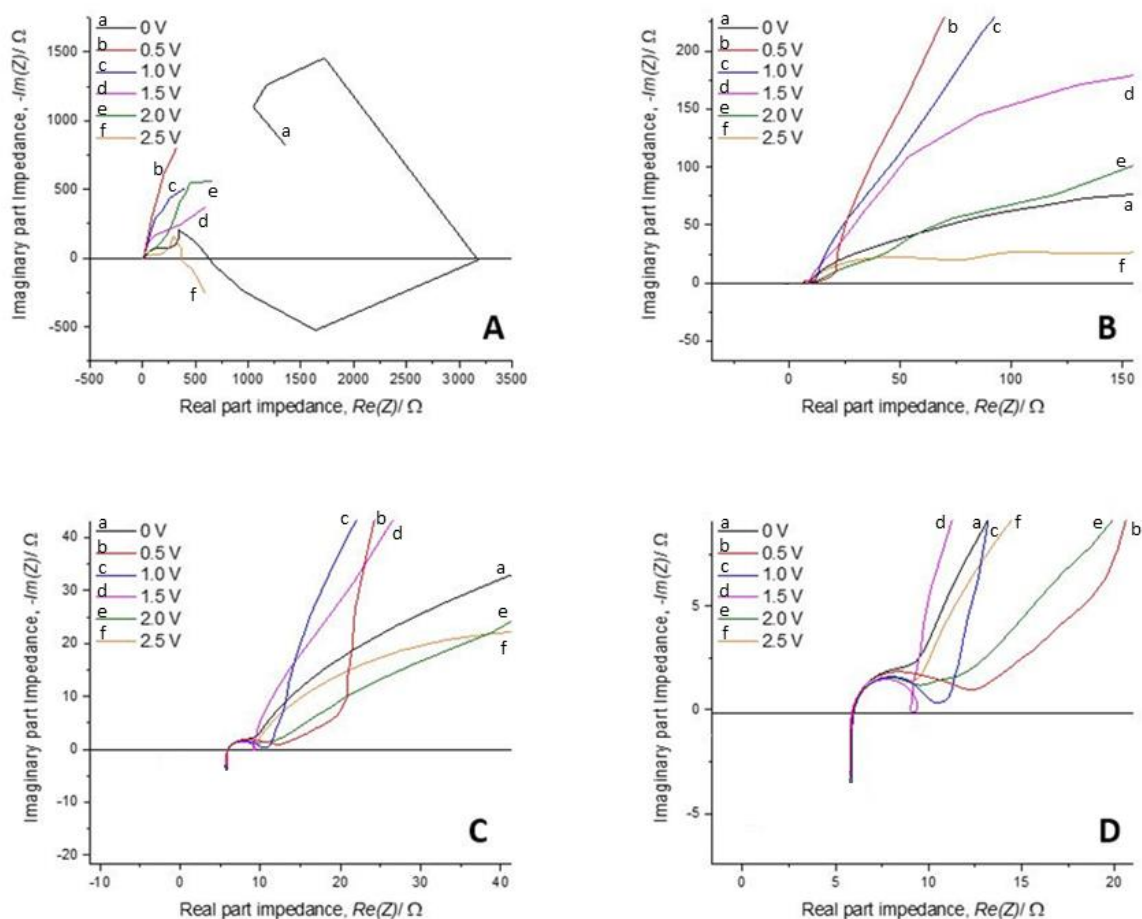 a 0 V
b 0.5 V
c 1.0 V
d 1.5 V
e 2.0 V
f 2.5 V
Imaginary part Impedance, -Im(Z)/ Ω
1500
1000
500
0
-500
a
b
c
e
d
f
A
-500 0 500 1000 1500 2000 2500 3000 3500
Real part impedance, Re(Z)/ Ω
a 0 V
b 0.5 V
c 1.0 V
d 1.5 V
e 2.0 V
f 2.5 V
Imaginary part Impedance, -Im(Z)/ Ω
200
150
100
50
0
-50
b
c
d
e
a
f
B
0 50 100 150
Real part impedance, Re(Z)/ Ω
a 0 V
b 0.5 V
c 1.0 V
d 1.5 V
e 2.0 V
f 2.5 V
Imaginary part Impedance, -Im(Z)/ Ω
40
30
20
10
0
-10
-20
c
b
d
a
e
f
C
-10 0 10 20 30 40
Real part impedance, Re(Z)/ Ω
a 0 V
b 0.5 V
c 1.0 V
d 1.5 V
e 2.0 V
f 2.5 V
Imaginary part Impedance, -Im(Z)/ Ω
5
0
-5
d
a
c
f
e
b
D
0 5 10 15 20
Real part impedance, Re(Z)/ Ω